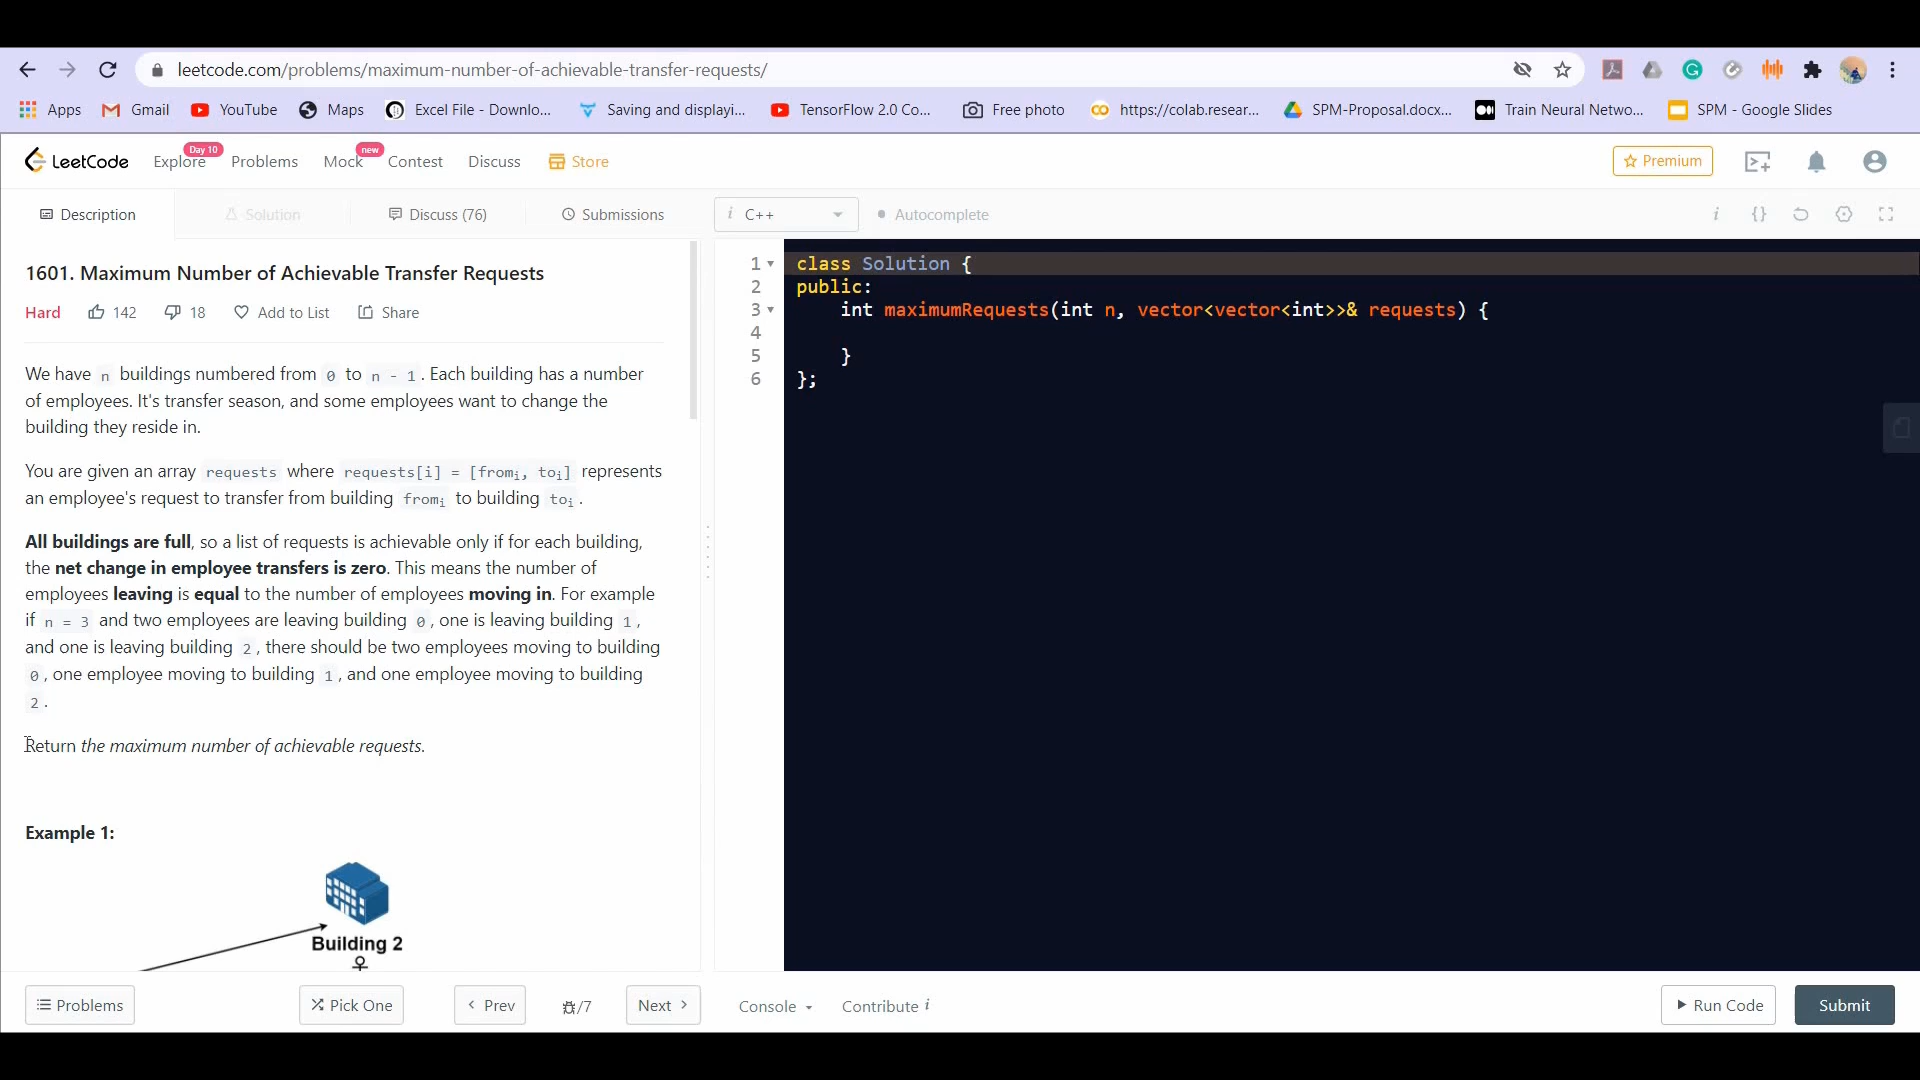 leetcode.com/problems/maximum-number-of-achievable-transfer-requests/
Apps Gmail YouTube Maps Excel File - Downlo... Saving and displayi... TensorFlow 2.0 Co... Free photo https://colab.resear... SPM-Proposal.docx... Train Neural Netwo... SPM - Google Slides
LeetCode Explore Day 10 Problems Mock new Contest Discuss Store Premium
Description Solution Discuss (76) Submissions i C++ Autocomplete i {}
1601. Maximum Number of Achievable Transfer Requests
Hard 142 18 Add to List Share
We have n buildings numbered from 0 to n - 1. Each building has a number
of employees. It's transfer season, and some employees want to change the
building they reside in.
You are given an array requests where requests[i] = [fromi, toi] represents
an employee's request to transfer from building fromi to building toi.
All buildings are full, so a list of requests is achievable only if for each building,
the net change in employee transfers is zero. This means the number of
employees leaving is equal to the number of employees moving in. For example
if n = 3 and two employees are leaving building 0, one is leaving building 1,
and one is leaving building 2, there should be two employees moving to building
0, one employee moving to building 1, and one employee moving to building
2.
Return the maximum number of achievable requests.
Example 1:
Building 2
1 class Solution {
2 public:
3 int maximumRequests(int n, vector<vector<int>>& requests) {
4
5 }
6 };
Problems Pick One < Prev /7 Next > Console Contribute i Run Code Submit